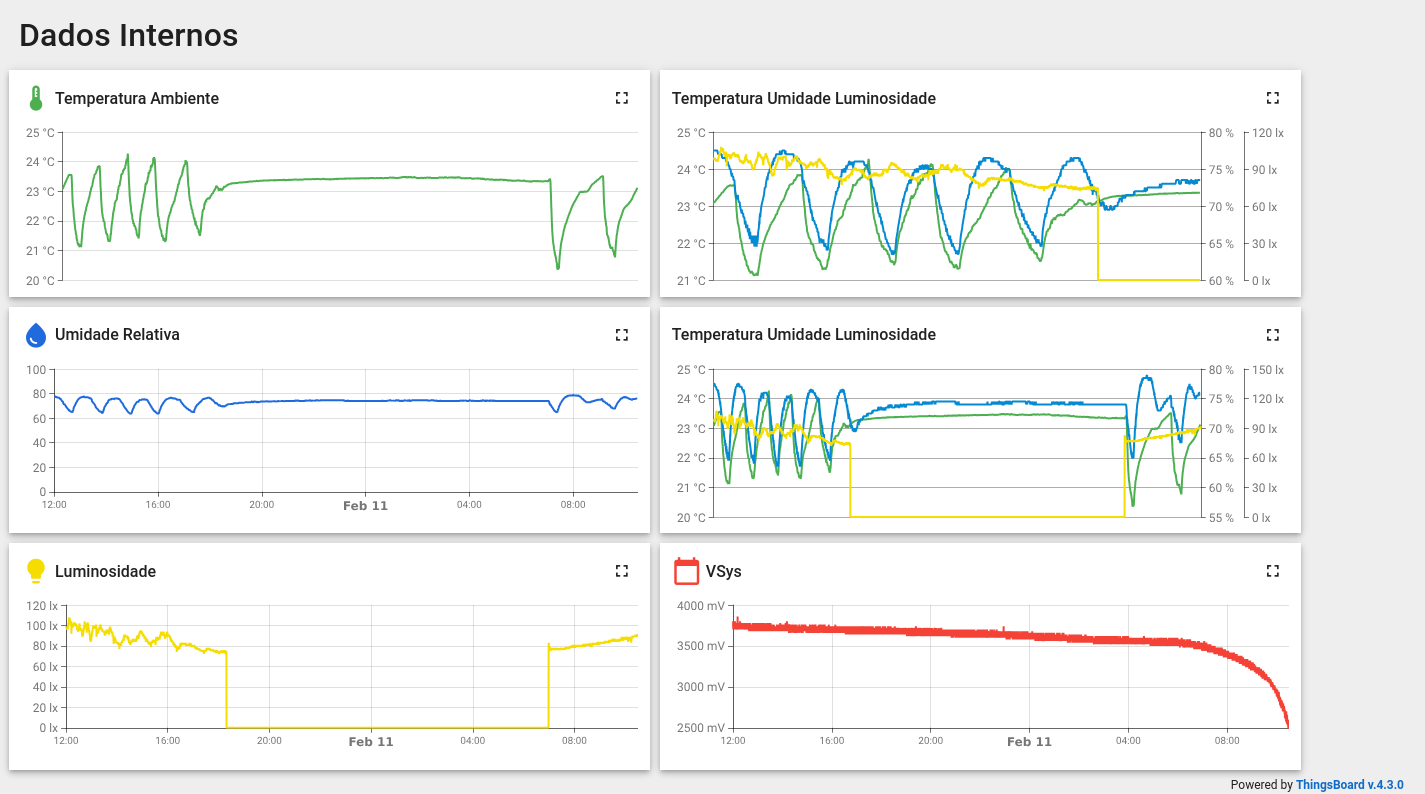 Dados Internos
Temperatura Ambiente
25 °C
24 °C
23 °C
22 °C
21 °C
20 °C
Temperatura Umidade Luminosidade
25 °C 80 % 120 lx
24 °C 75 % 90 lx
23 °C 70 % 60 lx
22 °C 65 % 30 lx
21 °C 60 % 0 lx
Umidade Relativa
100
80
60
40
20
0
12:00 16:00 20:00 Feb 11 04:00 08:00
Temperatura Umidade Luminosidade
25 °C 80 % 150 lx
24 °C 75 % 120 lx
23 °C 70 % 90 lx
22 °C 65 % 60 lx
21 °C 60 % 30 lx
20 °C 55 % 0 lx
Luminosidade
120 lx
100 lx
80 lx
60 lx
40 lx
20 lx
0 lx
12:00 16:00 20:00 Feb 11 04:00 08:00
VSys
4000 mV
3500 mV
3000 mV
2500 mV
12:00 16:00 20:00 Feb 11 04:00 08:00
Powered by ThingsBoard v.4.3.0